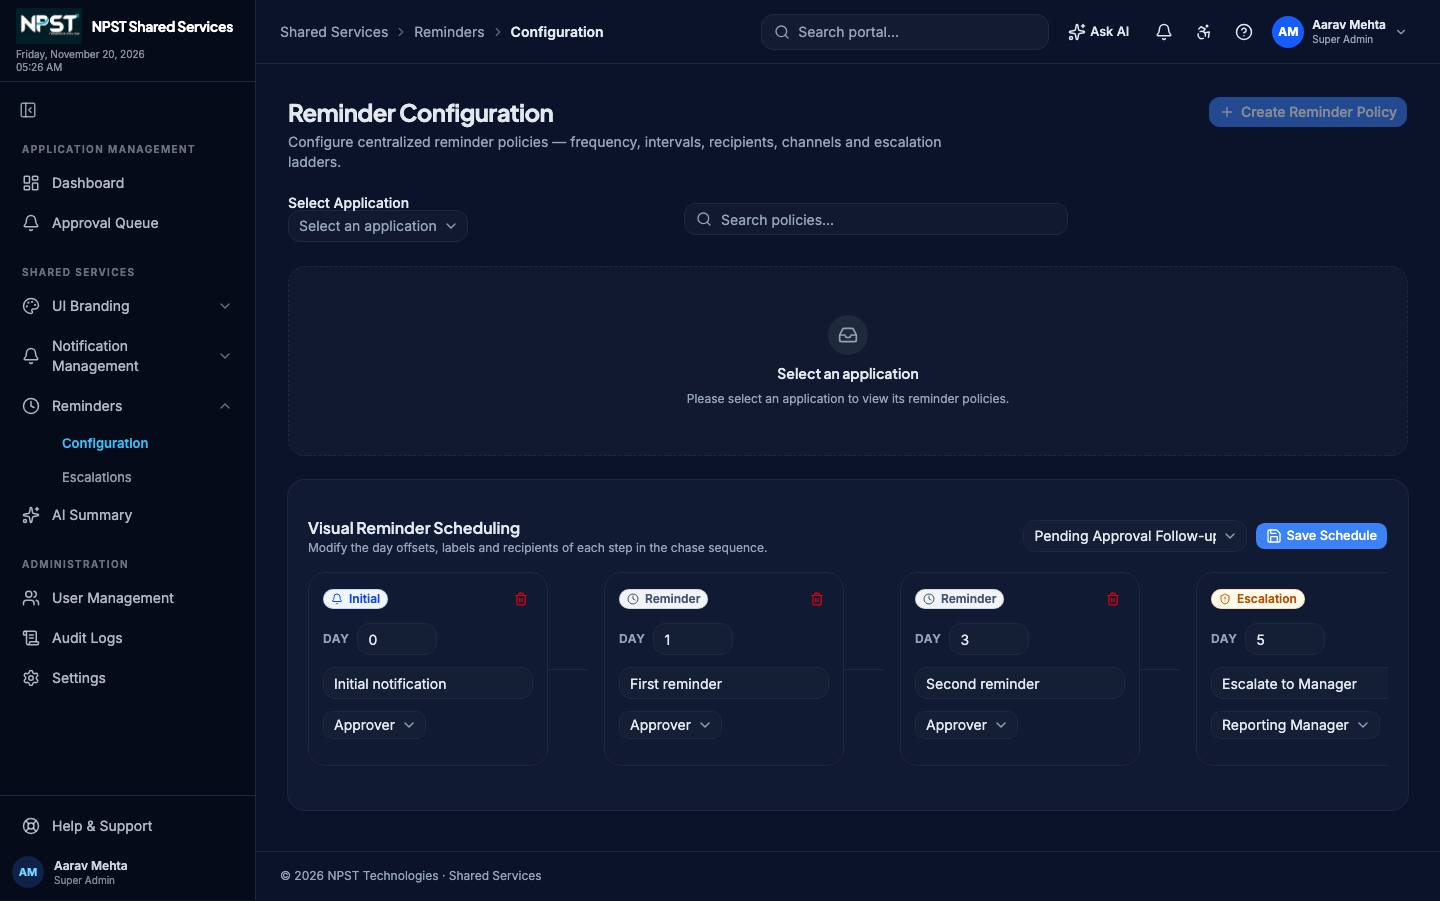 NPST
NPST Shared Services
Friday, November 20, 2026
05:26 AM
APPLICATION MANAGEMENT
Dashboard
Approval Queue
SHARED SERVICES
UI Branding
Notification
Management
Reminders
Configuration
Escalations
AI Summary
ADMINISTRATION
User Management
Audit Logs
Settings
Help & Support
AM
Aarav Mehta
Super Admin
Shared Services > Reminders > Configuration
Search portal...
Ask AI
AM
Aarav Mehta
Super Admin
Reminder Configuration
Configure centralized reminder policies — frequency, intervals, recipients, channels and escalation
ladders.
+ Create Reminder Policy
Select Application
Select an application
Search policies...
Select an application
Please select an application to view its reminder policies.
Visual Reminder Scheduling
Modify the day offsets, labels and recipients of each step in the chase sequence.
Pending Approval Follow-up
Save Schedule
Initial
DAY 0
Initial notification
Approver
Reminder
DAY 1
First reminder
Approver
Reminder
DAY 3
Second reminder
Approver
Escalation
DAY 5
Escalate to Manager
Reporting Manager
© 2026 NPST Technologies · Shared Services